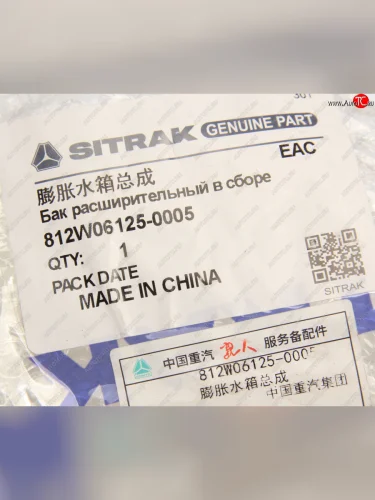 SITRAK GENUINE PART
EAC
膨胀水箱总成
Бак расширительный в сборе
812W06125-0005
QTY: 1
PACK DATE
MADE IN CHINA
SITRAK
中国重汽 亲人 服务备配件
812W06125-0005
膨胀水箱总成
中国重汽集团